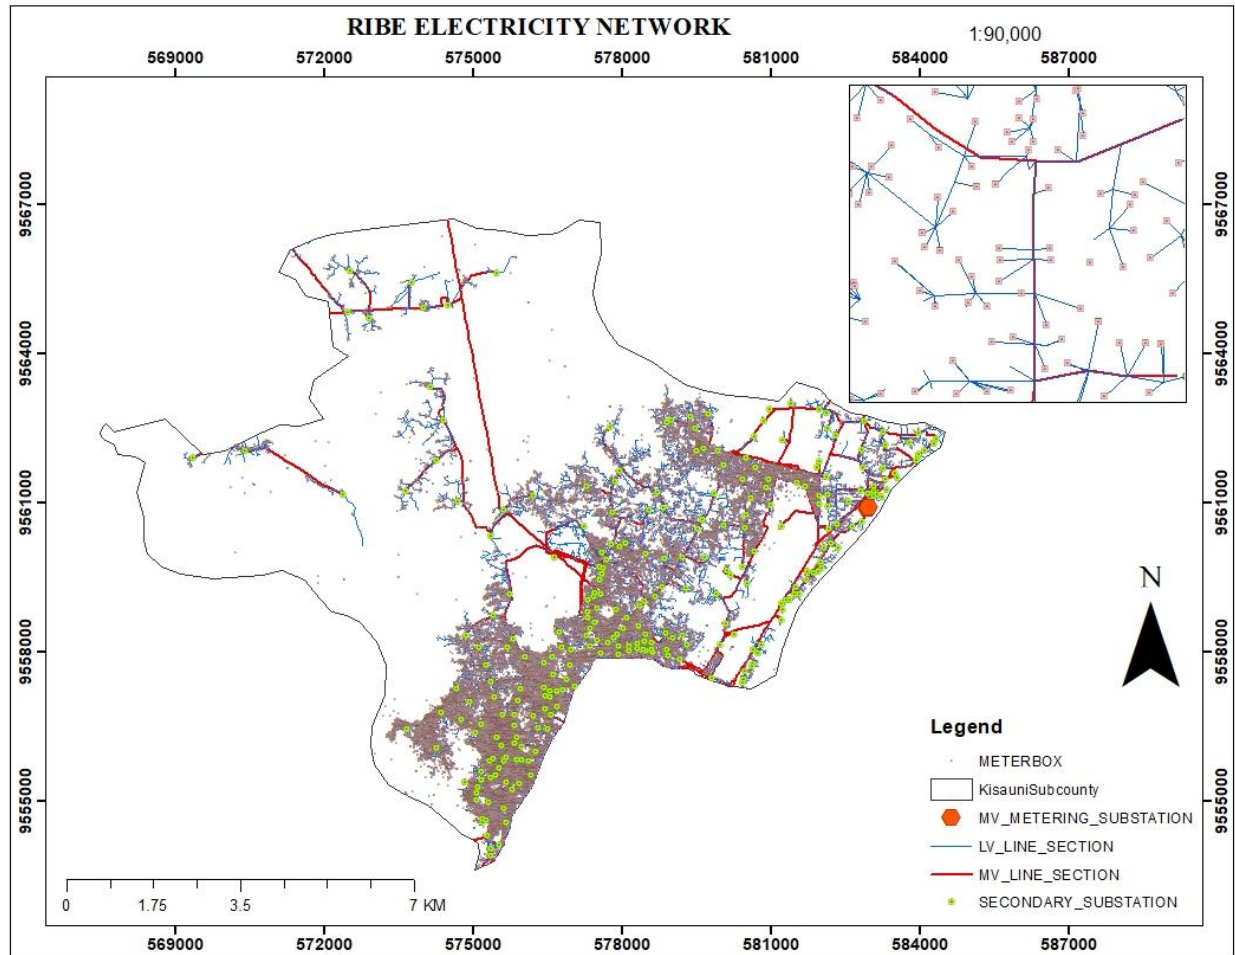 RIBE ELECTRICITY NETWORK
1:90,000
569000 572000 575000 578000 581000 584000 587000
9567000 9567000
9564000 9564000
9561000 9561000
9558000 9558000
9555000 9555000
N
Legend
METERBOX
KisauniSubcounty
MV_METERING_SUBSTATION
LV_LINE_SECTION
MV_LINE_SECTION
SECONDARY_SUBSTATION
0 1.75 3.5 7 KM
569000 572000 575000 578000 581000 584000 587000